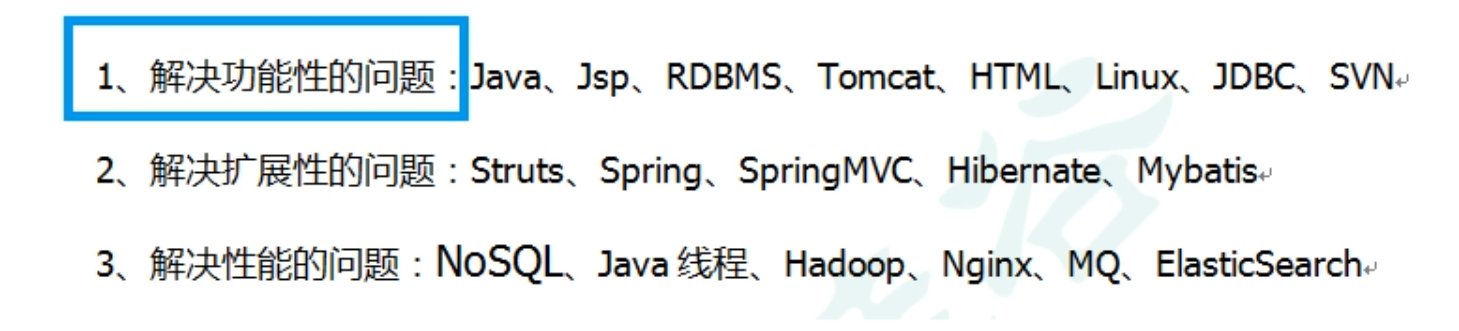 1、解决功能性的问题：Java、Jsp、RDBMS、Tomcat、HTML、Linux、JDBC、SVN
2、解决扩展性的问题：Struts、Spring、SpringMVC、Hibernate、Mybatis
3、解决性能的问题：NoSQL、Java 线程、Hadoop、Nginx、MQ、ElasticSearch